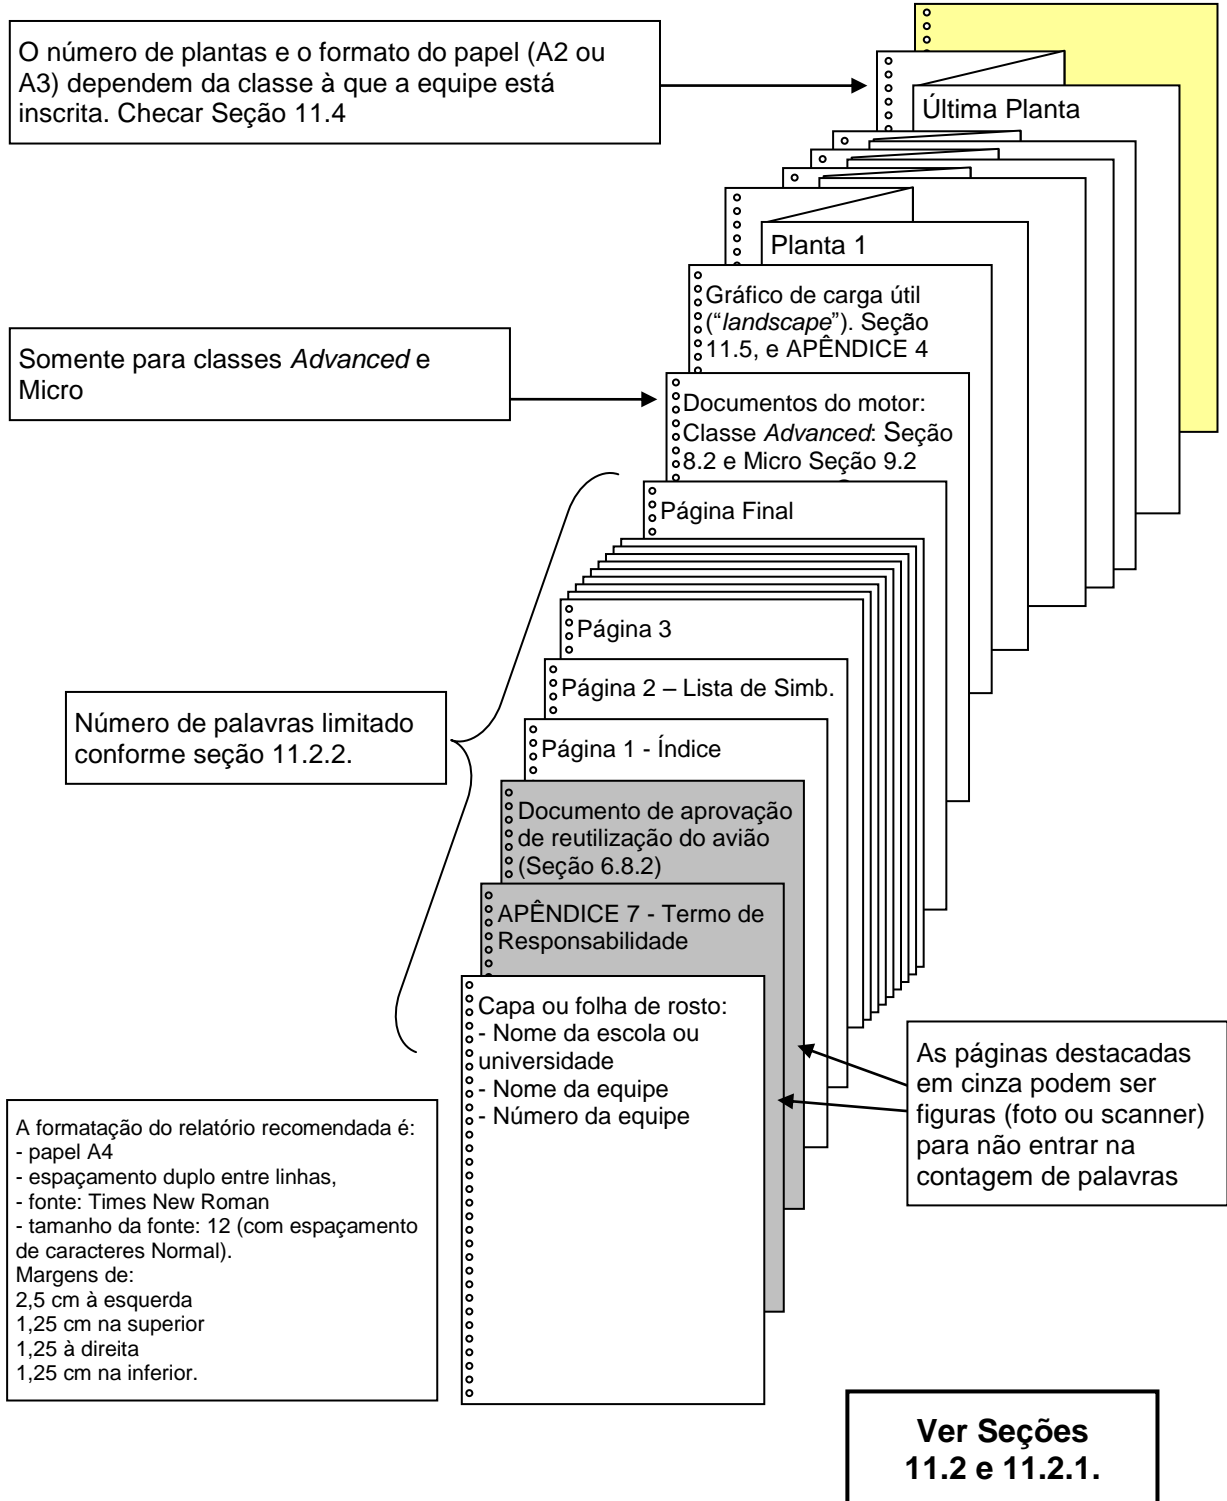 O número de plantas e o formato do papel (A2 ou
A3) dependem da classe à que a equipe está
inscrita. Checar Seção 11.4
Última Planta
Planta 1
Gráfico de carga útil
(“landscape”). Seção
11.5, e APÊNDICE 4
Somente para classes Advanced e
Micro
Documentos do motor:
Classe Advanced: Seção
8.2 e Micro Seção 9.2
Página Final
Página 3
Página 2 – Lista de Simb.
Número de palavras limitado
conforme seção 11.2.2.
Página 1 - Índice
Documento de aprovação
de reutilização do avião
(Seção 6.8.2)
APÊNDICE 7 - Termo de
Responsabilidade
Capa ou folha de rosto:
- Nome da escola ou
universidade
- Nome da equipe
- Número da equipe
As páginas destacadas
em cinza podem ser
figuras (foto ou scanner)
para não entrar na
contagem de palavras
A formatação do relatório recomendada é:
- papel A4
- espaçamento duplo entre linhas,
- fonte: Times New Roman
- tamanho da fonte: 12 (com espaçamento
de caracteres Normal).
Margens de:
2,5 cm à esquerda
1,25 cm na superior
1,25 à direita
1,25 cm na inferior.
Ver Seções
11.2 e 11.2.1.